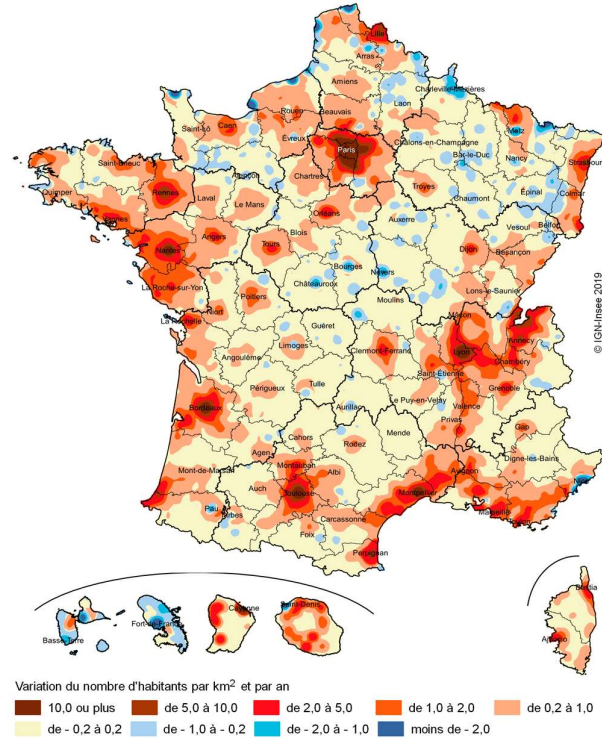 Lille
Arras
Amiens
Charleville-Mézières
Rouen
Beauvais
Laon
Saint-Lô
Caen
Évreux
Paris
Châlons-en-Champagne
Metz
Bar-le-Duc
Nancy
Strasbourg
Saint-Brieuc
Alençon
Chartres
Troyes
Quimper
Rennes
Laval
Le Mans
Chaumont
Épinal
Colmar
Vannes
Orléans
Auxerre
Blois
Vesoul
Belfort
Angers
Nantes
Tours
Dijon
Besançon
Bourges
Nevers
La Roche-sur-Yon
Châteauroux
Poitiers
Moulins
Lons-le-Saunier
Niort
La Rochelle
Mâcon
Guéret
Annecy
Limoges
Clermont-Ferrand
Lyon
Angoulême
Chambéry
Saint-Étienne
Périgueux
Tulle
Grenoble
Le Puy-en-Velay
Valence
Bordeaux
Aurillac
Privas
Mende
Gap
Cahors
Rodez
Agen
Digne-les-Bains
Mont-de-Marsan
Montauban
Albi
Avignon
Nice
Auch
Toulouse
Montpellier
Marseille
Toulon
Pau
Tarbes
Carcassonne
Foix
Perpignan
Bastia
Ajaccio
Basse-Terre
Fort-de-France
Cayenne
Saint-Denis
© IGN-Insee 2019
Variation du nombre d'habitants par km² et par an
10,0 ou plus de 5,0 à 10,0 de 2,0 à 5,0 de 1,0 à 2,0 de 0,2 à 1,0
de - 0,2 à 0,2 de - 1,0 à - 0,2 de - 2,0 à - 1,0 moins de - 2,0